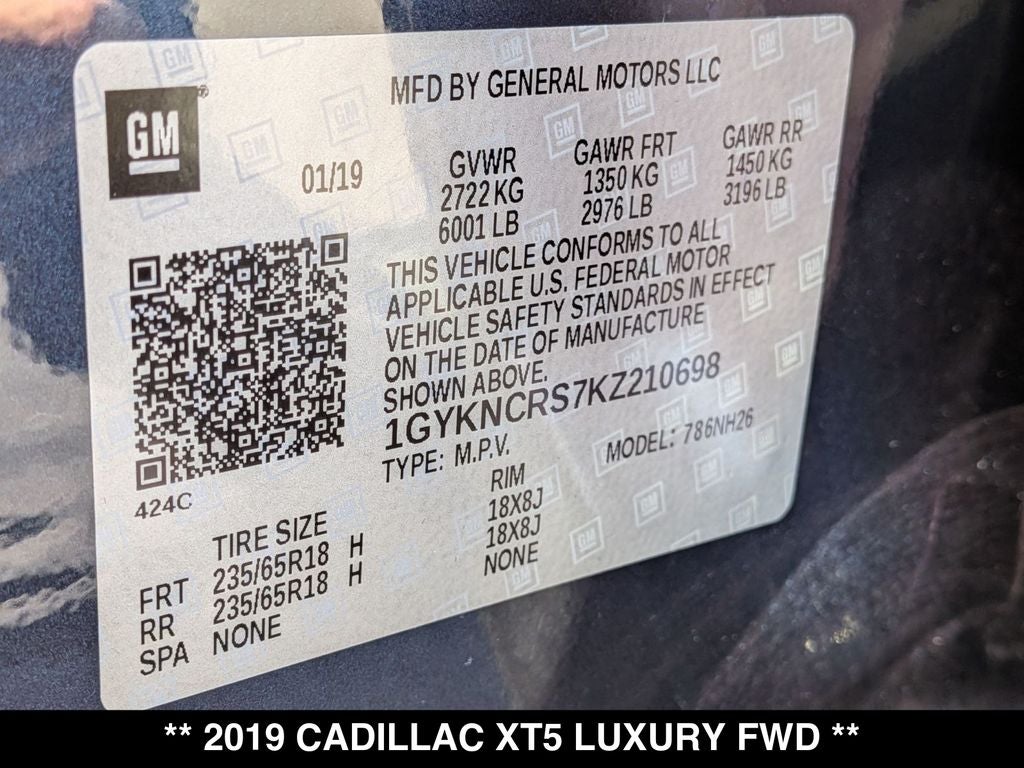 GM
MFD BY GENERAL MOTORS LLC
01/19
GVWR
2722 KG
6001 LB
GAWR FRT
1350 KG
2976 LB
GAWR RR
1450 KG
3196 LB
THIS VEHICLE CONFORMS TO ALL
APPLICABLE U.S. FEDERAL MOTOR
VEHICLE SAFETY STANDARDS IN EFFECT
ON THE DATE OF MANUFACTURE
SHOWN ABOVE.
1GYKNCRS7KZ210698
TYPE: M.P.V. MODEL: 786NH26
424C
TIRE SIZE RIM
FRT 235/65R18 H 18X8J
RR 235/65R18 H 18X8J
SPA NONE NONE
** 2019 CADILLAC XT5 LUXURY FWD **